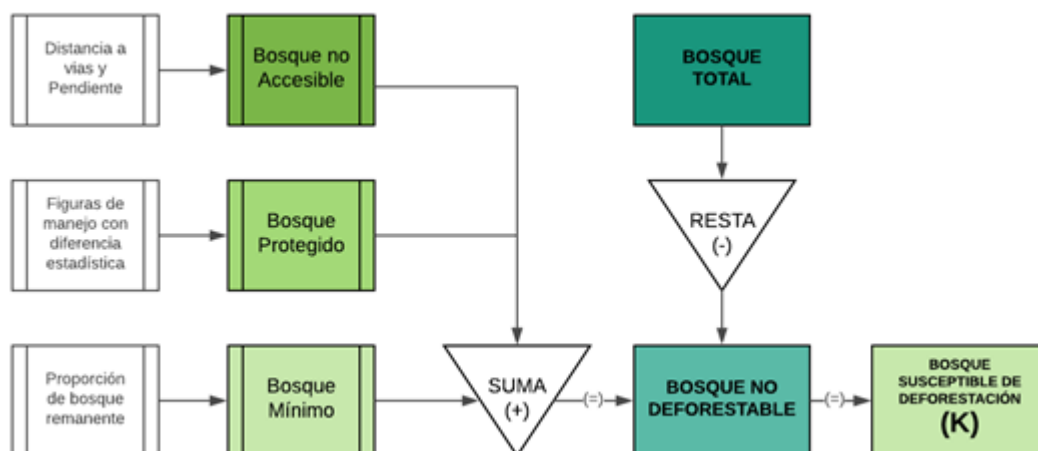 Distancia a
vias y
Pendiente
Bosque no
Accesible
BOSQUE
TOTAL
Figuras de
manejo con
diferencia
estadística
Bosque
Protegido
RESTA
(-)
Proporción
de bosque
remanente
Bosque
Mínimo
SUMA
(+)
(=)
BOSQUE NO
DEFORESTABLE
(=)
BOSQUE
SUSCEPTIBLE DE
DEFORESTACIÓN
(K)